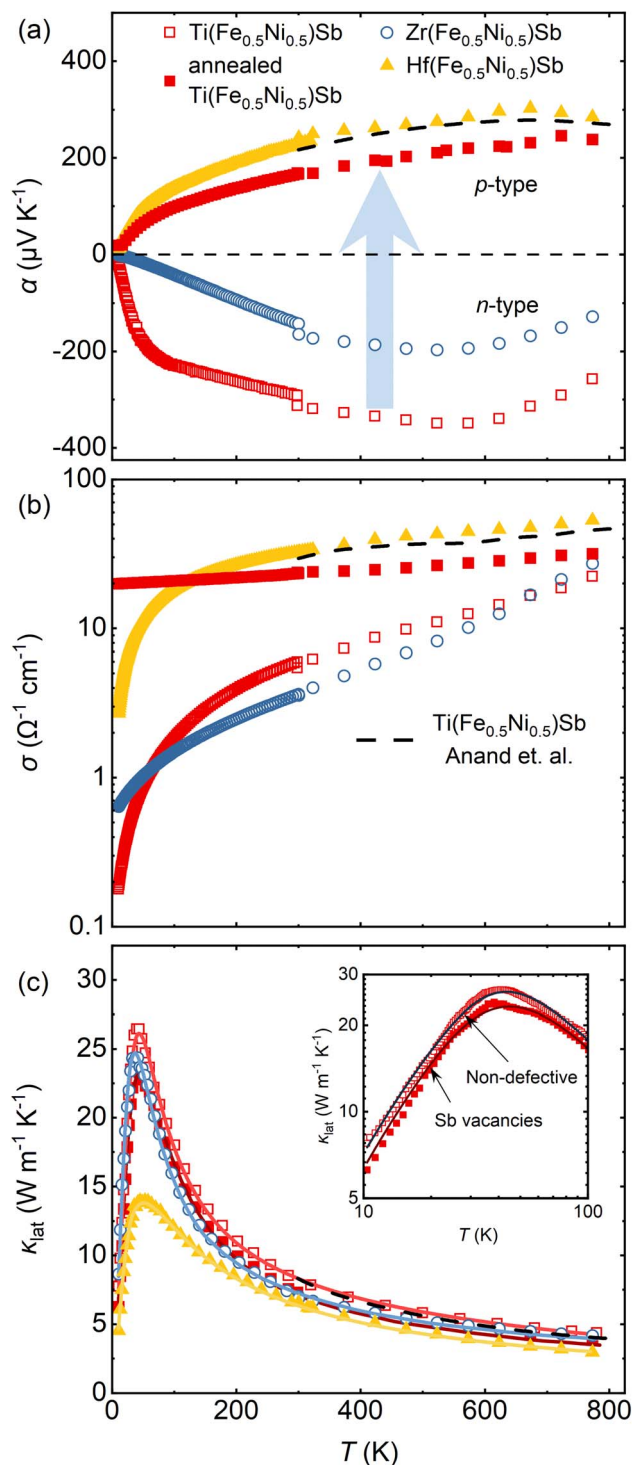 (a)
Ti(Fe₀.₅Ni₀.₅)Sb
Zr(Fe₀.₅Ni₀.₅)Sb
annealed
Ti(Fe₀.₅Ni₀.₅)Sb
Hf(Fe₀.₅Ni₀.₅)Sb
400
200
0
-200
-400
α (µV K⁻¹)
p-type
n-type
(b)
100
10
1
0.1
σ (Ω⁻¹ cm⁻¹)
Ti(Fe₀.₅Ni₀.₅)Sb
Anand et. al.
(c)
30
25
20
15
10
5
0
κlat (W m⁻¹ K⁻¹)
30
20
10
5
κlat (W m⁻¹ K⁻¹)
Non-defective
Sb vacancies
10
100
T (K)
0
200
400
600
800
T (K)